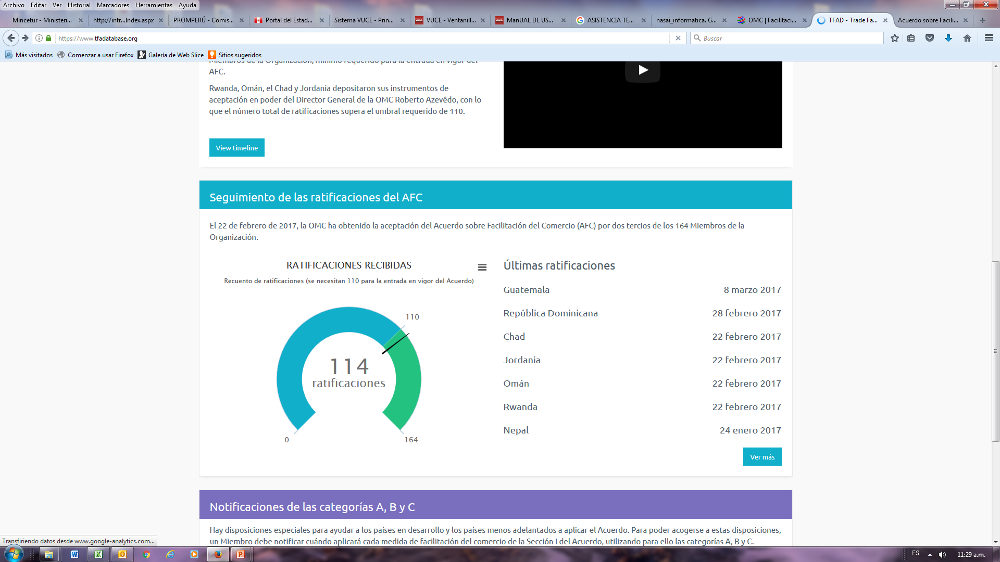 Archivo Editar Ver Historial Marcadores Herramientas Ayuda
Mincetur - Ministeri... http://intr...Index.aspx PROMPERÚ - Comis... Portal del Estad... Sistema VUCE - Prin... VUCE - Ventanill... ManUAL DE US... ASISTENCIA TE... nasai_informatica. G... OMC | Facilitaci... TFAD - Trade Fa... Acuerdo sobre Facili...
https://www.tfadatabase.org Buscar
Más visitados Comenzar a usar Firefox Galería de Web Slice Sitios sugeridos
Miembros de la Organización, mínimo requerido para la entrada en vigor del
AFC.
Rwanda, Omán, el Chad y Jordania depositaron sus instrumentos de
aceptación en poder del Director General de la OMC Roberto Azevêdo, con lo
que el número total de ratificaciones supera el umbral requerido de 110.
View timeline
Seguimiento de las ratificaciones del AFC
El 22 de febrero de 2017, la OMC ha obtenido la aceptación del Acuerdo sobre Facilitación del Comercio (AFC) por dos tercios de los 164 Miembros de la
Organización.
RATIFICACIONES RECIBIDAS
Recuento de ratificaciones (se necesitan 110 para la entrada en vigor del Acuerdo)
110
114
ratificaciones
0
164
Últimas ratificaciones
Guatemala 8 marzo 2017
República Dominicana 28 febrero 2017
Chad 22 febrero 2017
Jordania 22 febrero 2017
Omán 22 febrero 2017
Rwanda 22 febrero 2017
Nepal 24 enero 2017
Ver más
Notificaciones de las categorías A, B y C
Hay disposiciones especiales para ayudar a los países en desarrollo y los países menos adelantados a aplicar el Acuerdo. Para poder acogerse a estas disposiciones,
un Miembro debe notificar cuándo aplicará cada medida de facilitación del comercio de la Sección I del Acuerdo, utilizando para ello las categorías A, B y C.
Transfiriendo datos desde www.google-analytics.com...
ES 11:29 a.m.